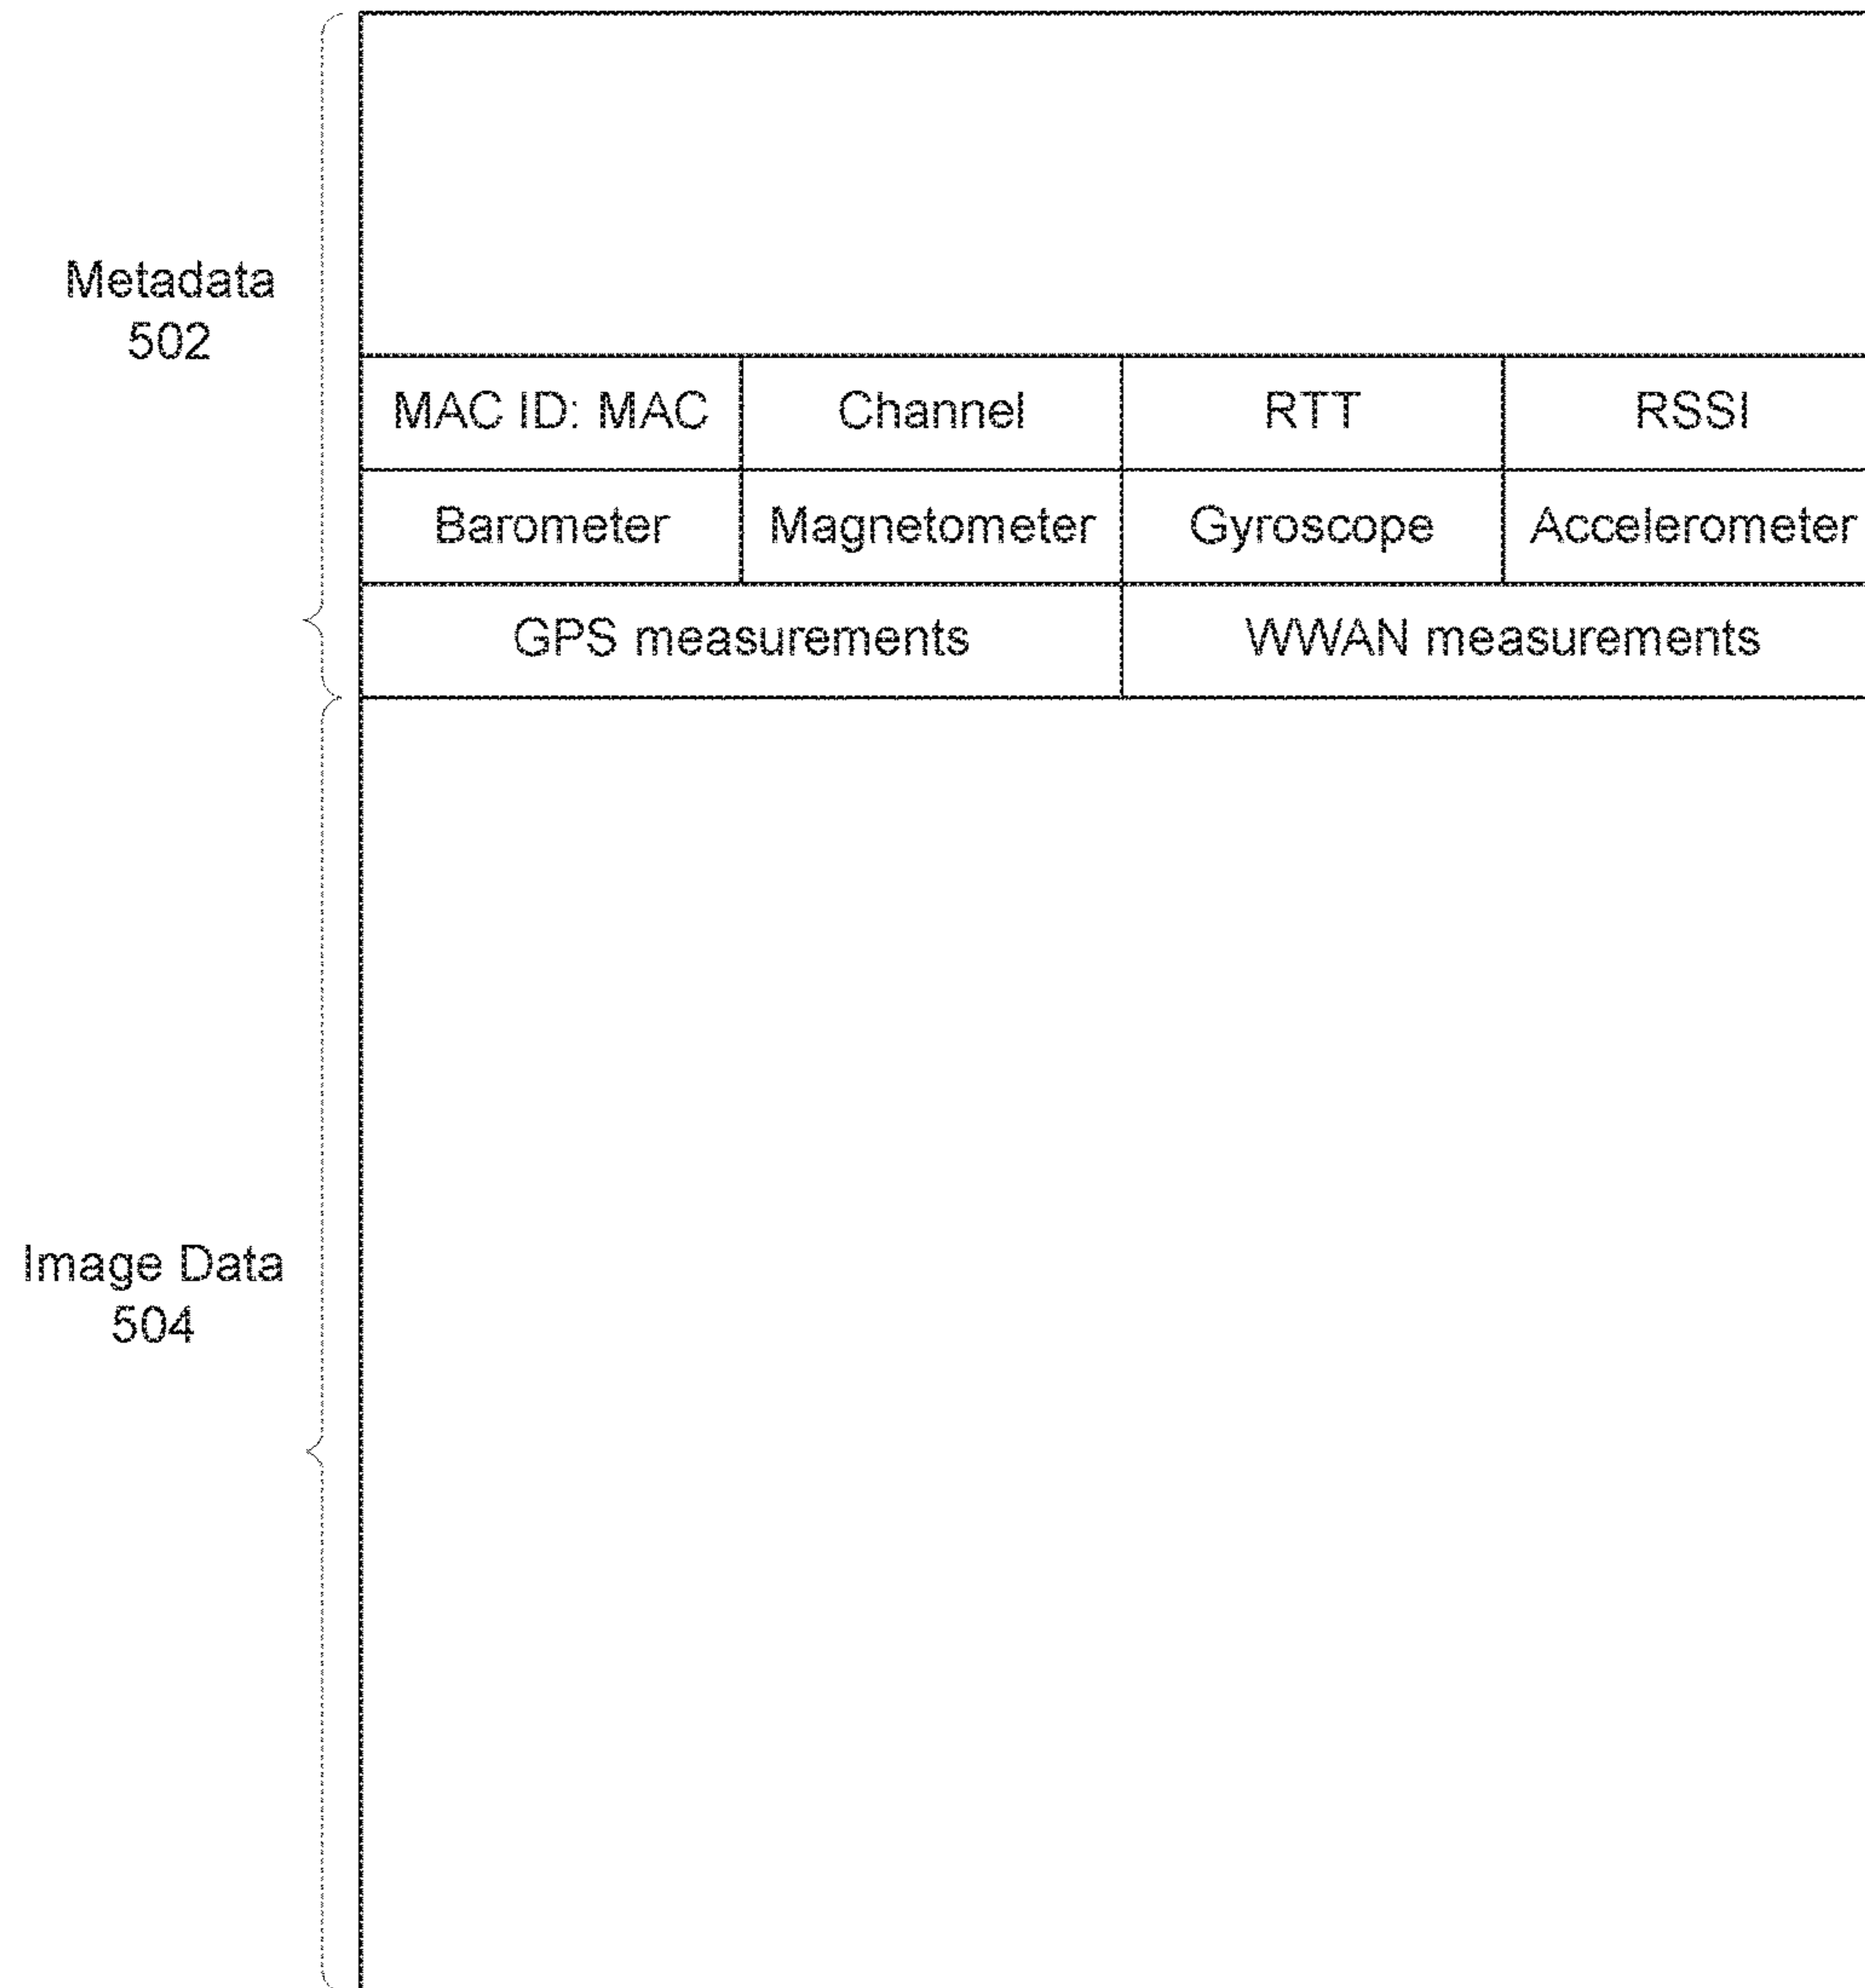 Metadata
502
MAC ID: MAC Channel RTT RSSI
Barometer Magnetometer Gyroscope Accelerometer
GPS measurements WWAN measurements
Image Data
504